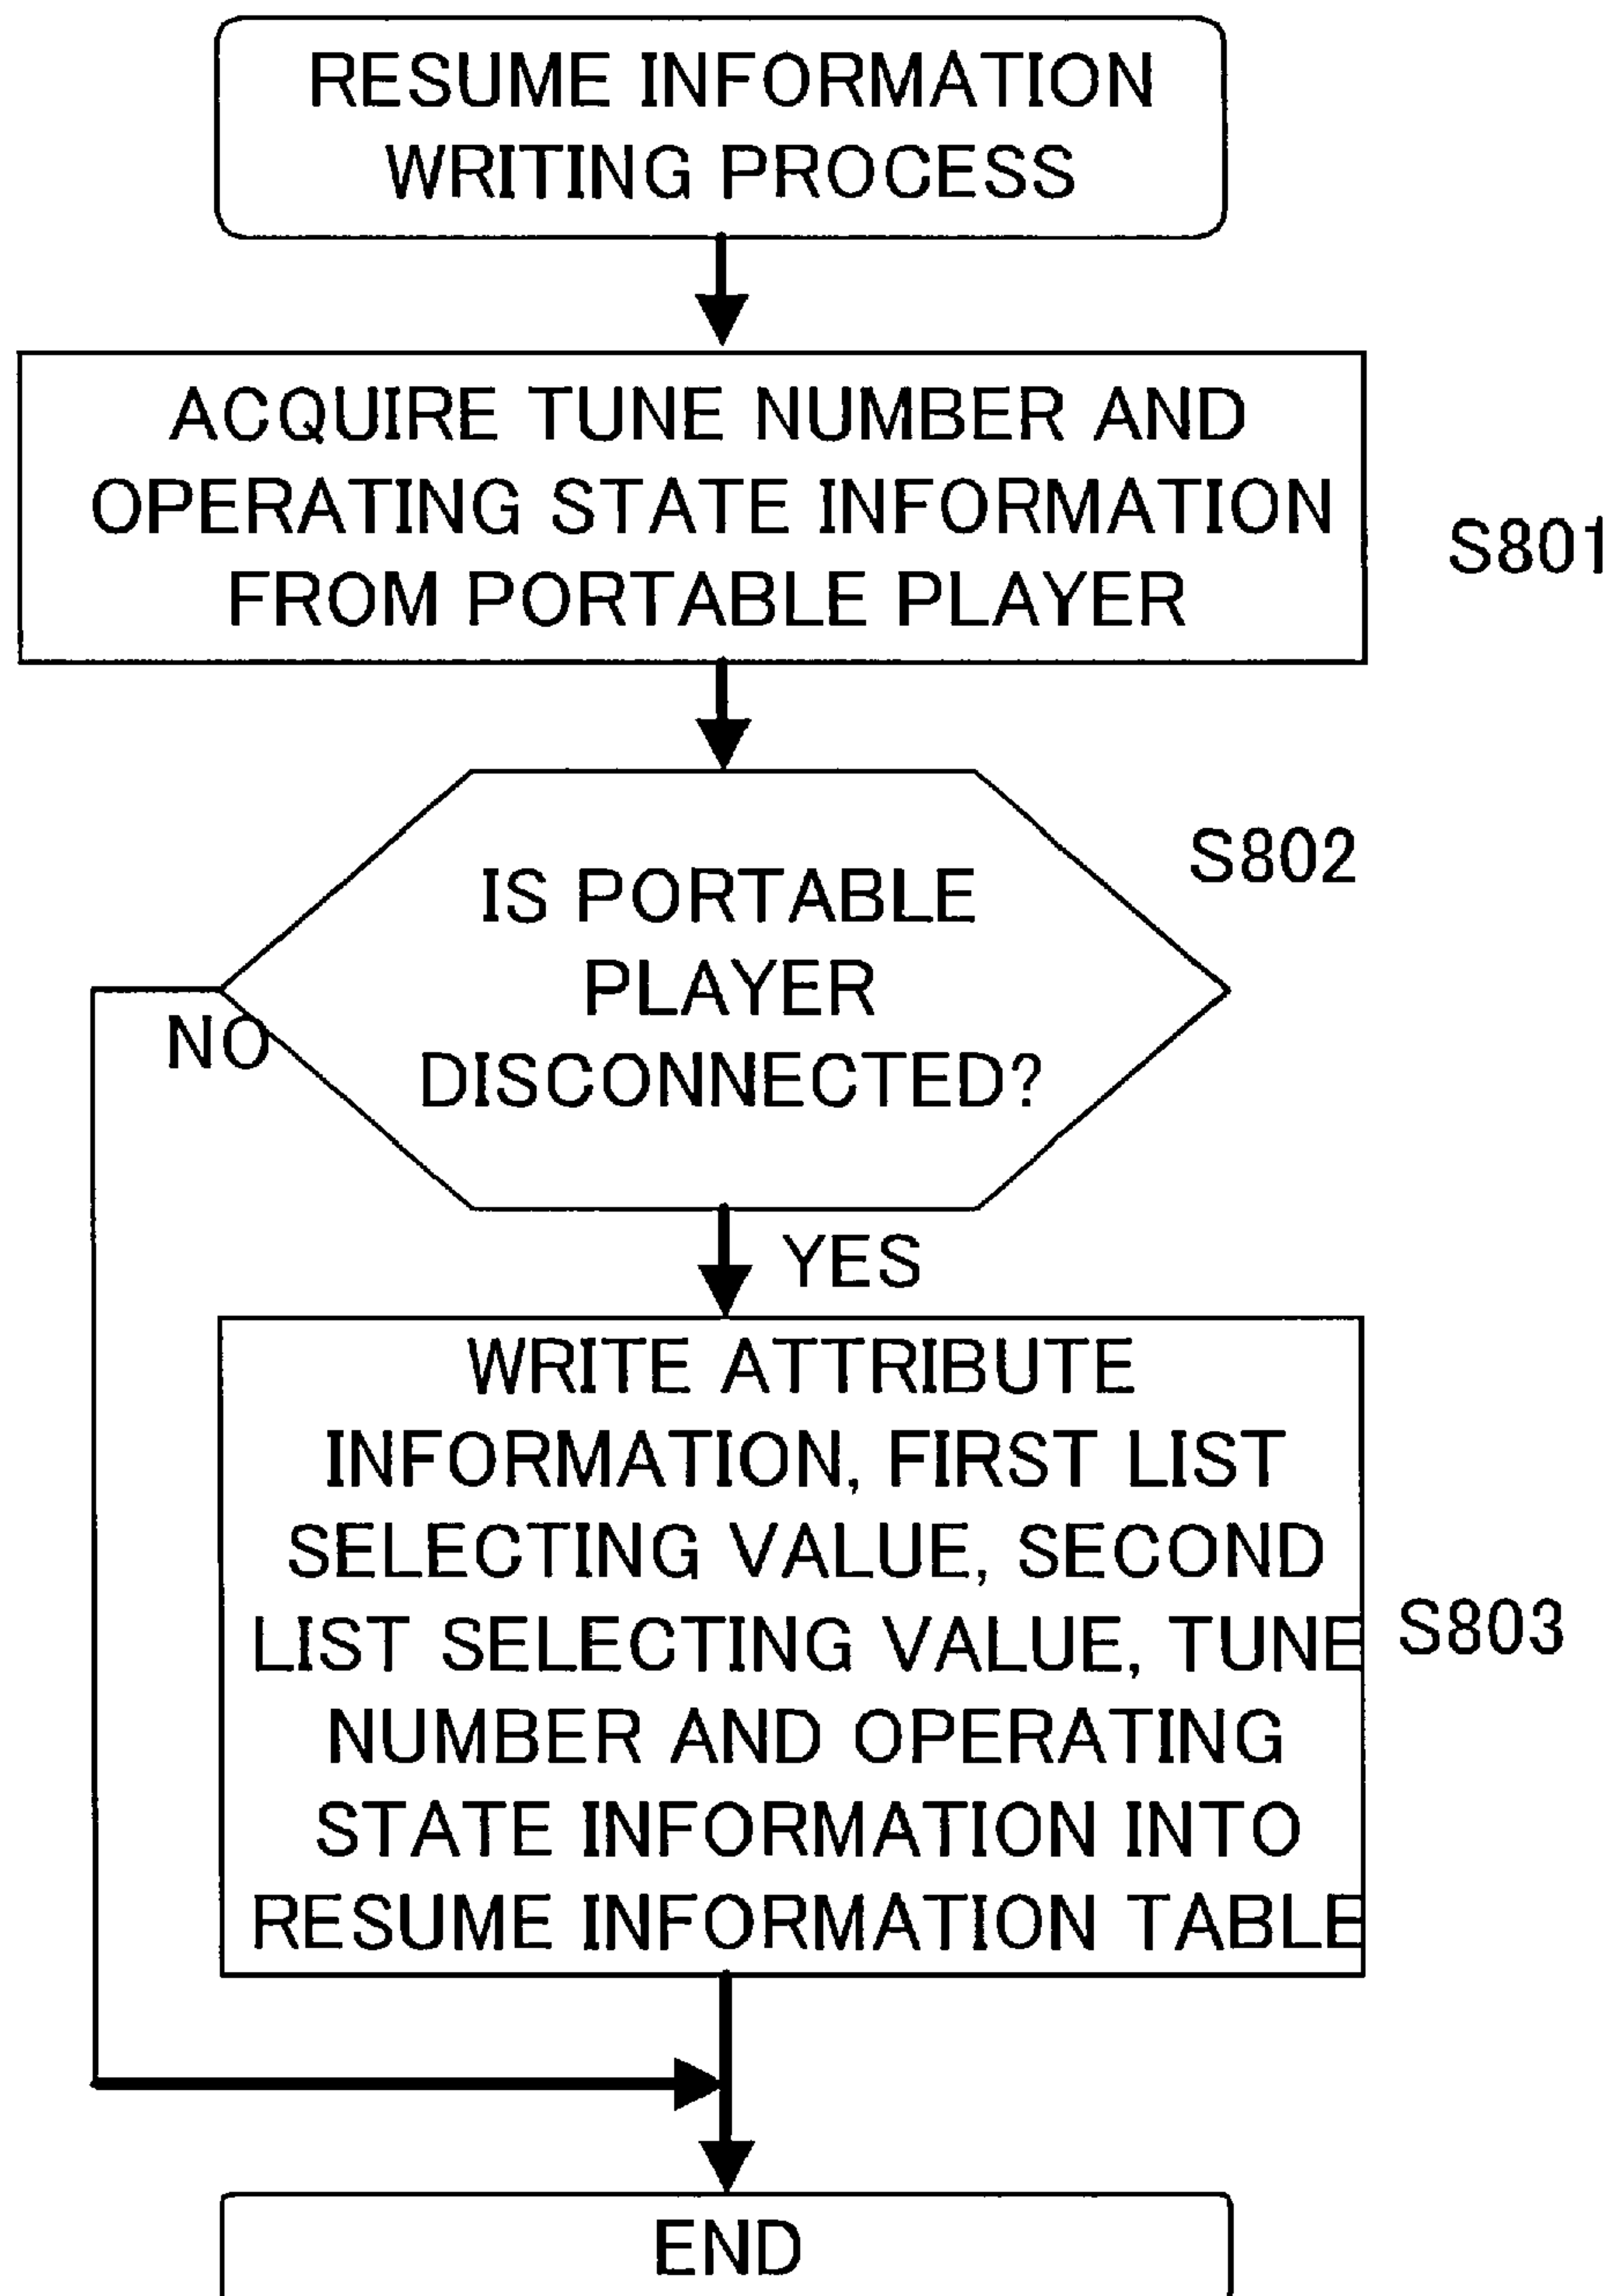 RESUME INFORMATION
WRITING PROCESS
ACQUIRE TUNE NUMBER AND
OPERATING STATE INFORMATION
FROM PORTABLE PLAYER
S801
S802
IS PORTABLE
PLAYER
DISCONNECTED?
NO
YES
WRITE ATTRIBUTE
INFORMATION, FIRST LIST
SELECTING VALUE, SECOND
LIST SELECTING VALUE, TUNE
NUMBER AND OPERATING
STATE INFORMATION INTO
RESUME INFORMATION TABLE
S803
END